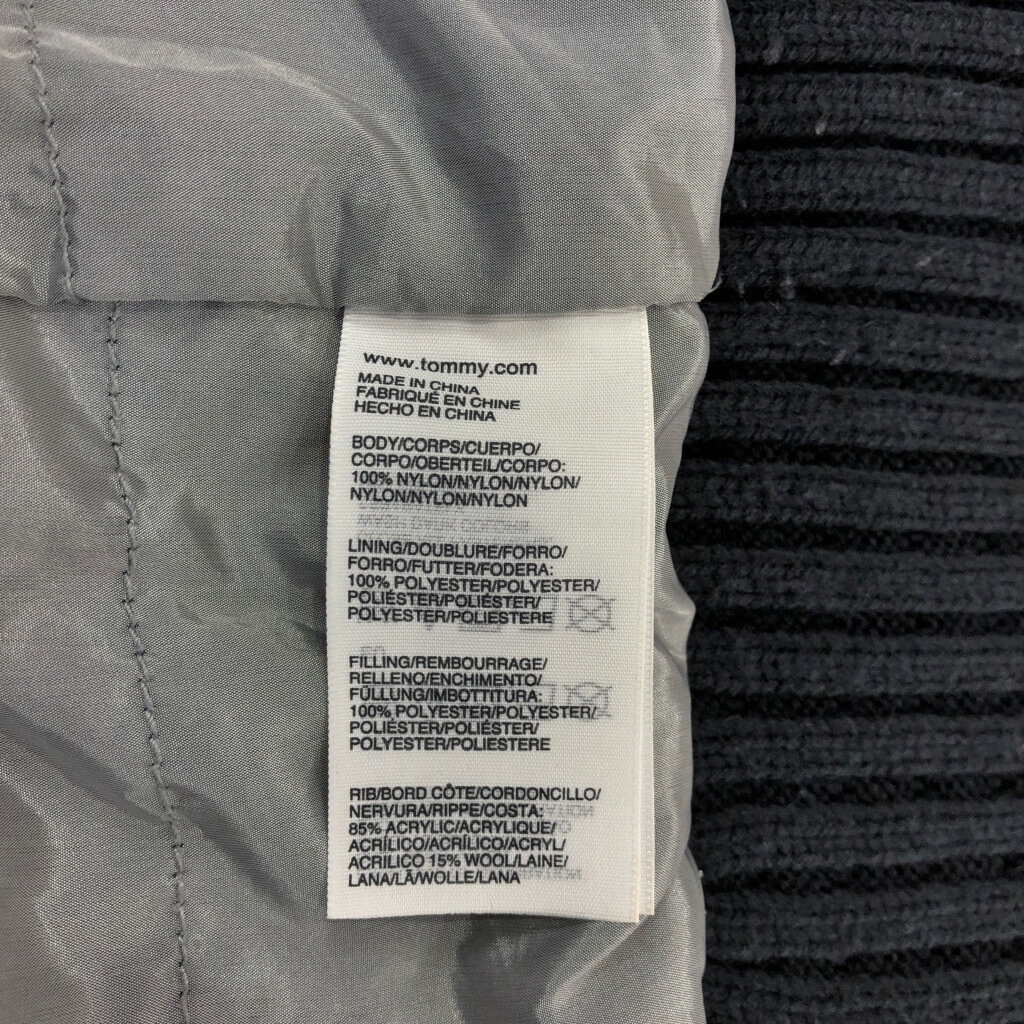 www.tommy.com
MADE IN CHINA
FABRIQUÉ EN CHINE
HECHO EN CHINA
BODY/CORPS/CUERPO/
CORPO/OBERTEIL/CORPO:
100% NYLON/NYLON/NYLON/
NYLON/NYLON/NYLON
LINING/DOUBLURE/FORRO/
FORRO/FUTTER/FODERA:
100% POLYESTER/POLYESTER/
POLIÉSTER/POLIÉSTER/
POLYESTER/POLIESTERE
FILLING/REMBOURRAGE/
RELLENO/ENCHIMENTO/
FÜLLUNG/IMBOTTITURA:
100% POLYESTER/POLYESTER/
POLIÉSTER/POLIÉSTER/
POLYESTER/POLIESTERE
RIB/BORD CÔTE/CORDONCILLO/
NERVURA/RIPPE/COSTA:
85% ACRYLIC/ACRYLIQUE/
ACRÍLICO/ACRÍLICO/ACRYL/
ACRILICO 15% WOOL/LAINE/
LANA/LÃ/WOLLE/LANA